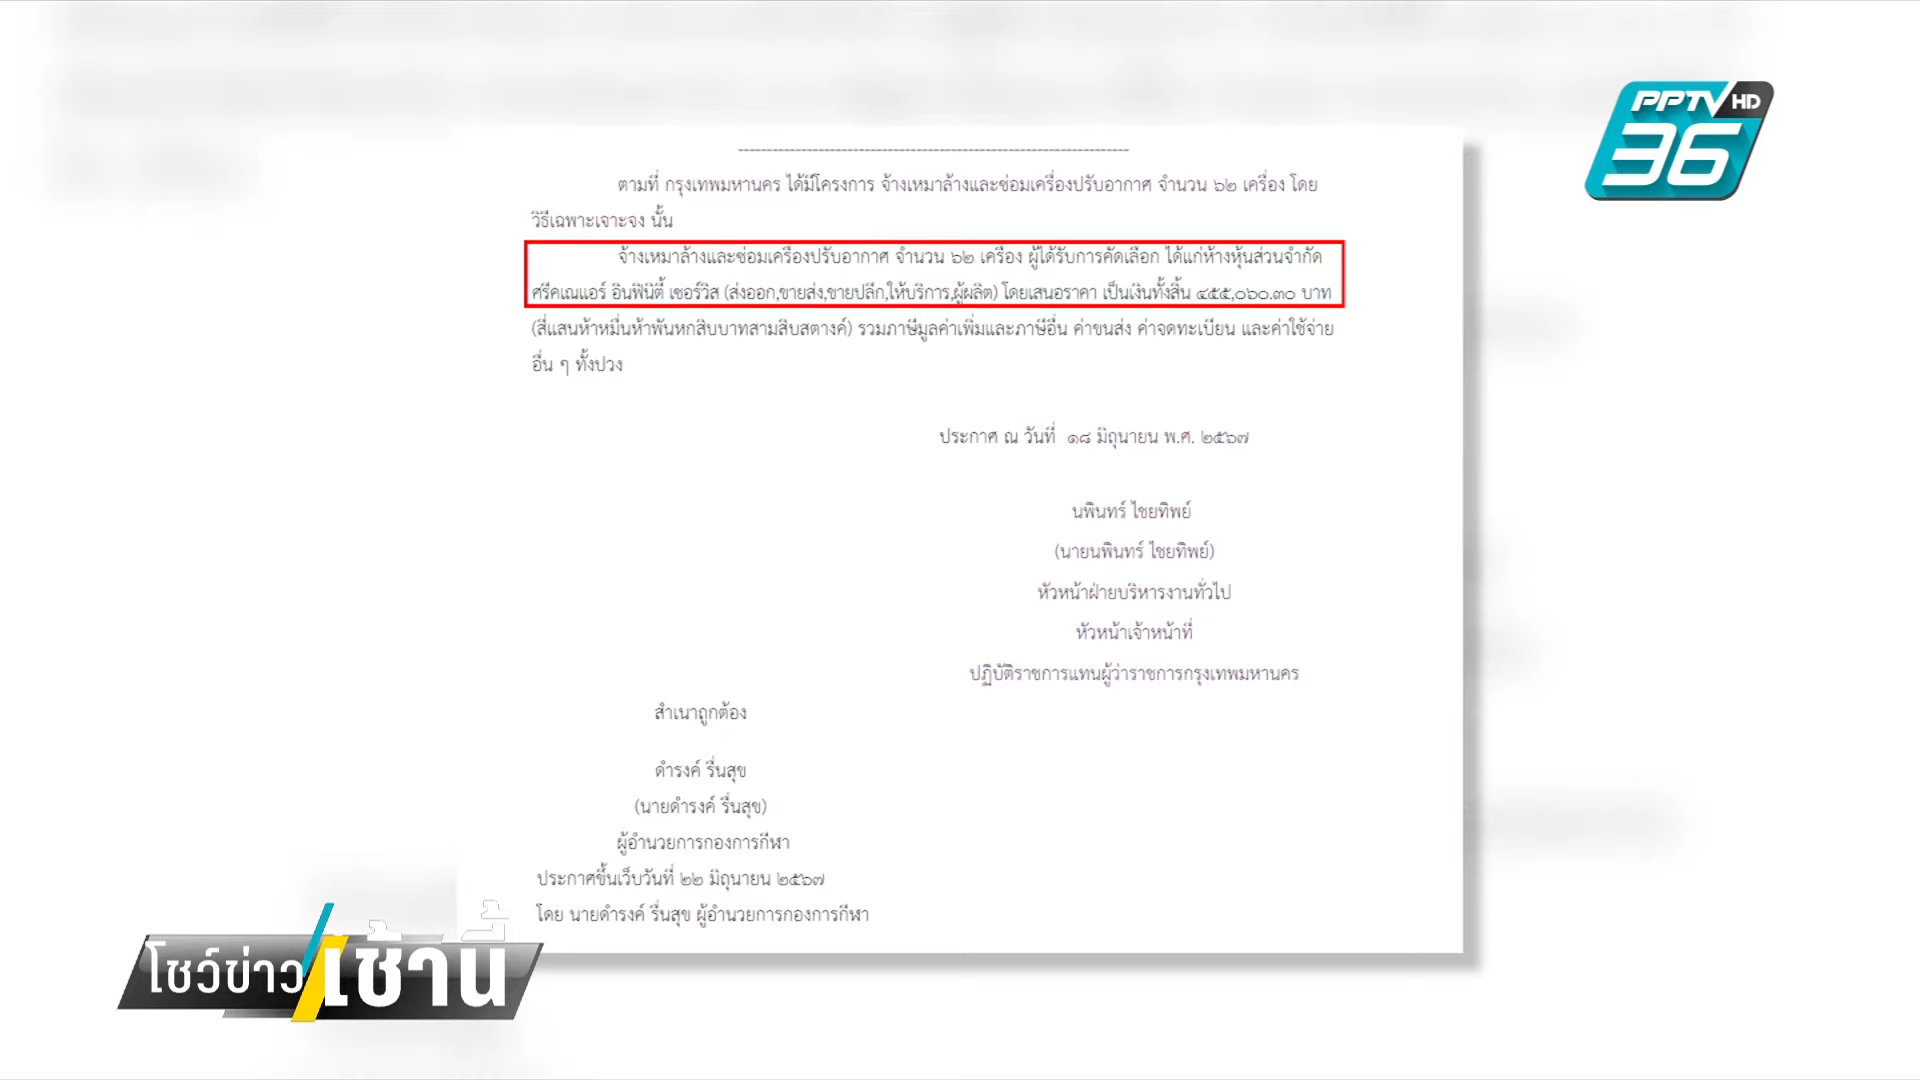 PPTV HD
36
ตามที่ กรุงเทพมหานคร ได้มีโครงการ จ้างเหมาล้างและซ่อมเครื่องปรับอากาศ จำนวน ๖๒ เครื่อง โดย
วิธีเฉพาะเจาะจง นั้น
จ้างเหมาล้างและซ่อมเครื่องปรับอากาศ จำนวน ๖๒ เครื่อง ผู้ได้รับการคัดเลือก ได้แก่ห้างหุ้นส่วนจำกัด
ศรีคเณแอร์ อินฟินิตี้ เซอร์วิส (ส่งออก,ขายส่ง,ขายปลีก,ให้บริการ,ผู้ผลิต) โดยเสนอราคา เป็นเงินทั้งสิ้น ๔๕๕,๐๖๐.๓๐ บาท
(สี่แสนห้าหมื่นห้าพันหกสิบบาทสามสิบสตางค์) รวมภาษีมูลค่าเพิ่มและภาษีอื่น ค่าขนส่ง ค่าจดทะเบียน และค่าใช้จ่าย
อื่น ๆ ทั้งปวง
ประกาศ ณ วันที่ ๑๘ มิถุนายน พ.ศ. ๒๕๖๗
นพินทร์ ไชยทิพย์
(นายนพินทร์ ไชยทิพย์)
หัวหน้าฝ่ายบริหารงานทั่วไป
หัวหน้าเจ้าหน้าที่
ปฏิบัติราชการแทนผู้ว่าราชการกรุงเทพมหานคร
สำเนาถูกต้อง
ดำรงค์ รื่นสุข
(นายดำรงค์ รื่นสุข)
ผู้อำนวยการกองการกีฬา
ประกาศขึ้นเว็บวันที่ ๒๒ มิถุนายน ๒๕๖๗
โดย นายดำรงค์ รื่นสุข ผู้อำนวยการกองการกีฬา
โชว์ข่าว เช้านี้